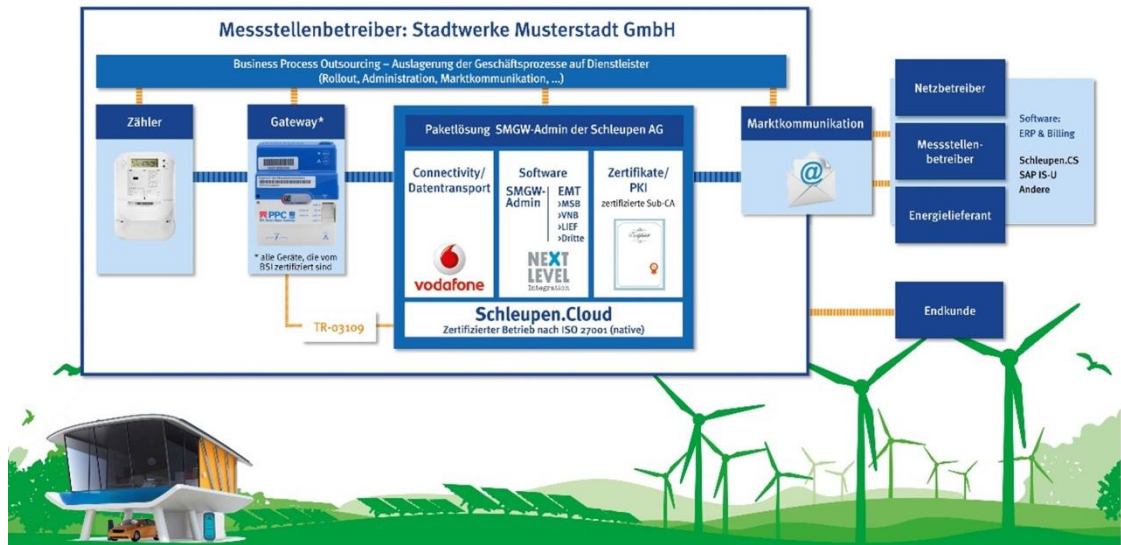 Messstellenbetreiber: Stadtwerke Musterstadt GmbH
Business Process Outsourcing – Auslagerung der Geschäftsprozesse auf Dienstleister
(Rollout, Administration, Marktkommunikation, ...)
Zähler
Gateway*
PPC
* alle Geräte, die vom
BSI zertifiziert sind
TR-03109
Paketlösung SMGW-Admin der Schleupen AG
Connectivity/
Datentransport
vodafone
Software
SMGW-
Admin
EMT
>MSB
>VNB
>LIEF
>Dritte
NEXT
LEVEL
Integration
Zertifikate/
PKI
zertifizierte Sub-CA
Schleupen.Cloud
Zertifizierter Betrieb nach ISO 27001 (native)
Marktkommunikation
@
Netzbetreiber
Messstellen-
betreiber
Energielieferant
Software:
ERP & Billing
Schleupen.CS
SAP IS-U
Andere
Endkunde